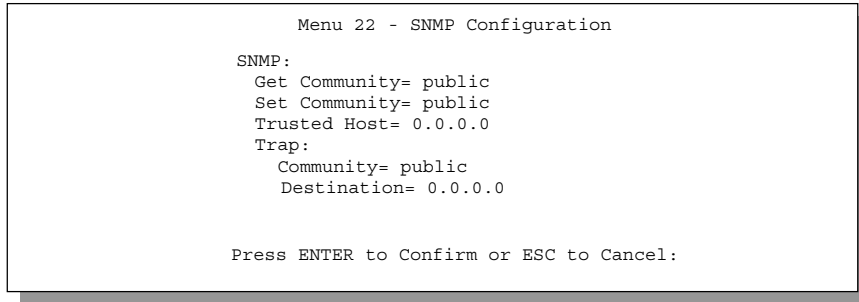 Menu 22 - SNMP Configuration
SNMP:
Get Community= public
Set Community= public
Trusted Host= 0.0.0.0
Trap:
Community= public
Destination= 0.0.0.0
Press ENTER to Confirm or ESC to Cancel: